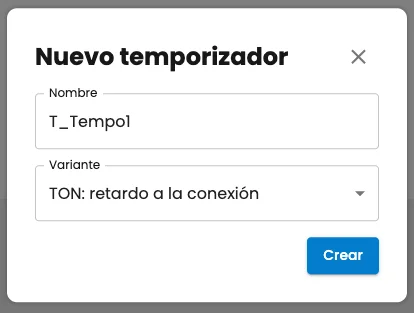 Nuevo temporizador
Nombre
T_Tempo1
Variante
TON: retardo a la conexión
Crear